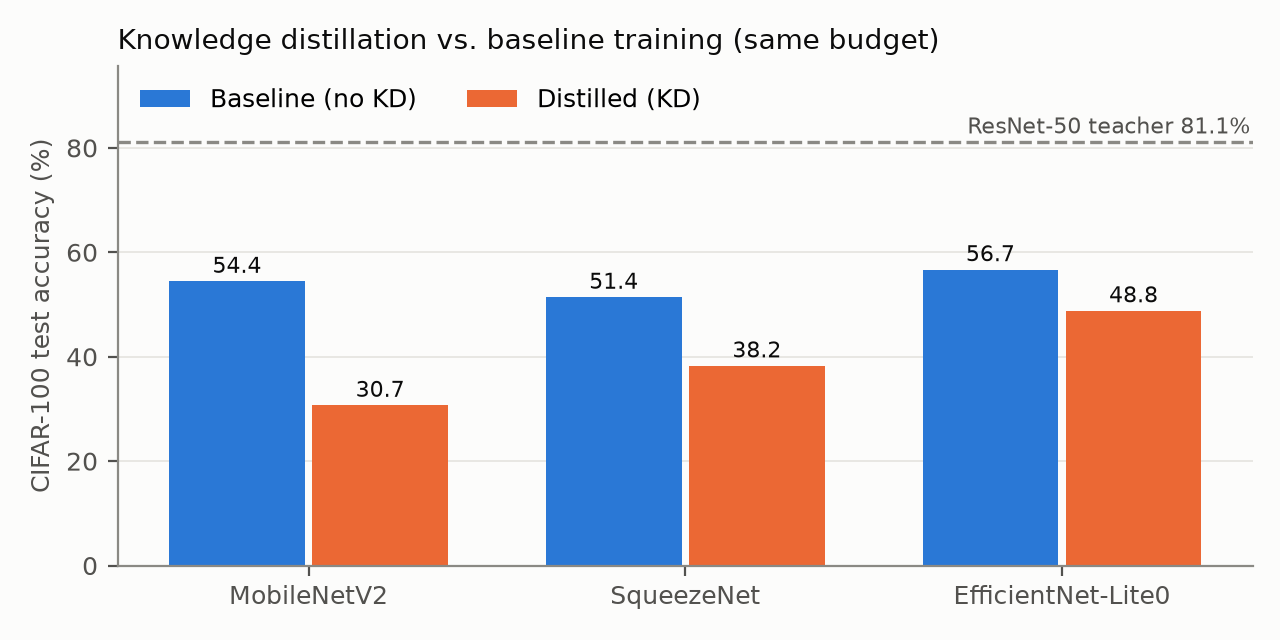 Knowledge distillation vs. baseline training (same budget)
Baseline (no KD)
Distilled (KD)
ResNet-50 teacher 81.1%
CIFAR-100 test accuracy (%)
80
60
40
20
0
54.4
30.7
51.4
38.2
56.7
48.8
MobileNetV2
SqueezeNet
EfficientNet-Lite0